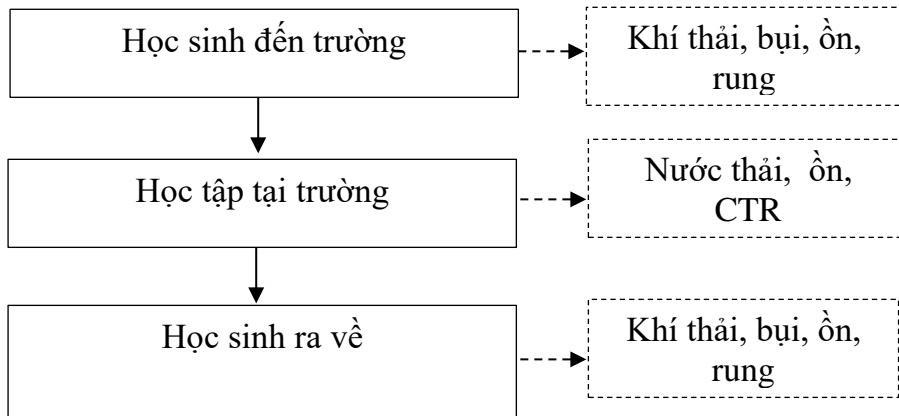 Học sinh đến trường
Khí thải, bụi, ồn,
rung
Học tập tại trường
Nước thải, ồn,
CTR
Học sinh ra về
Khí thải, bụi, ồn,
rung